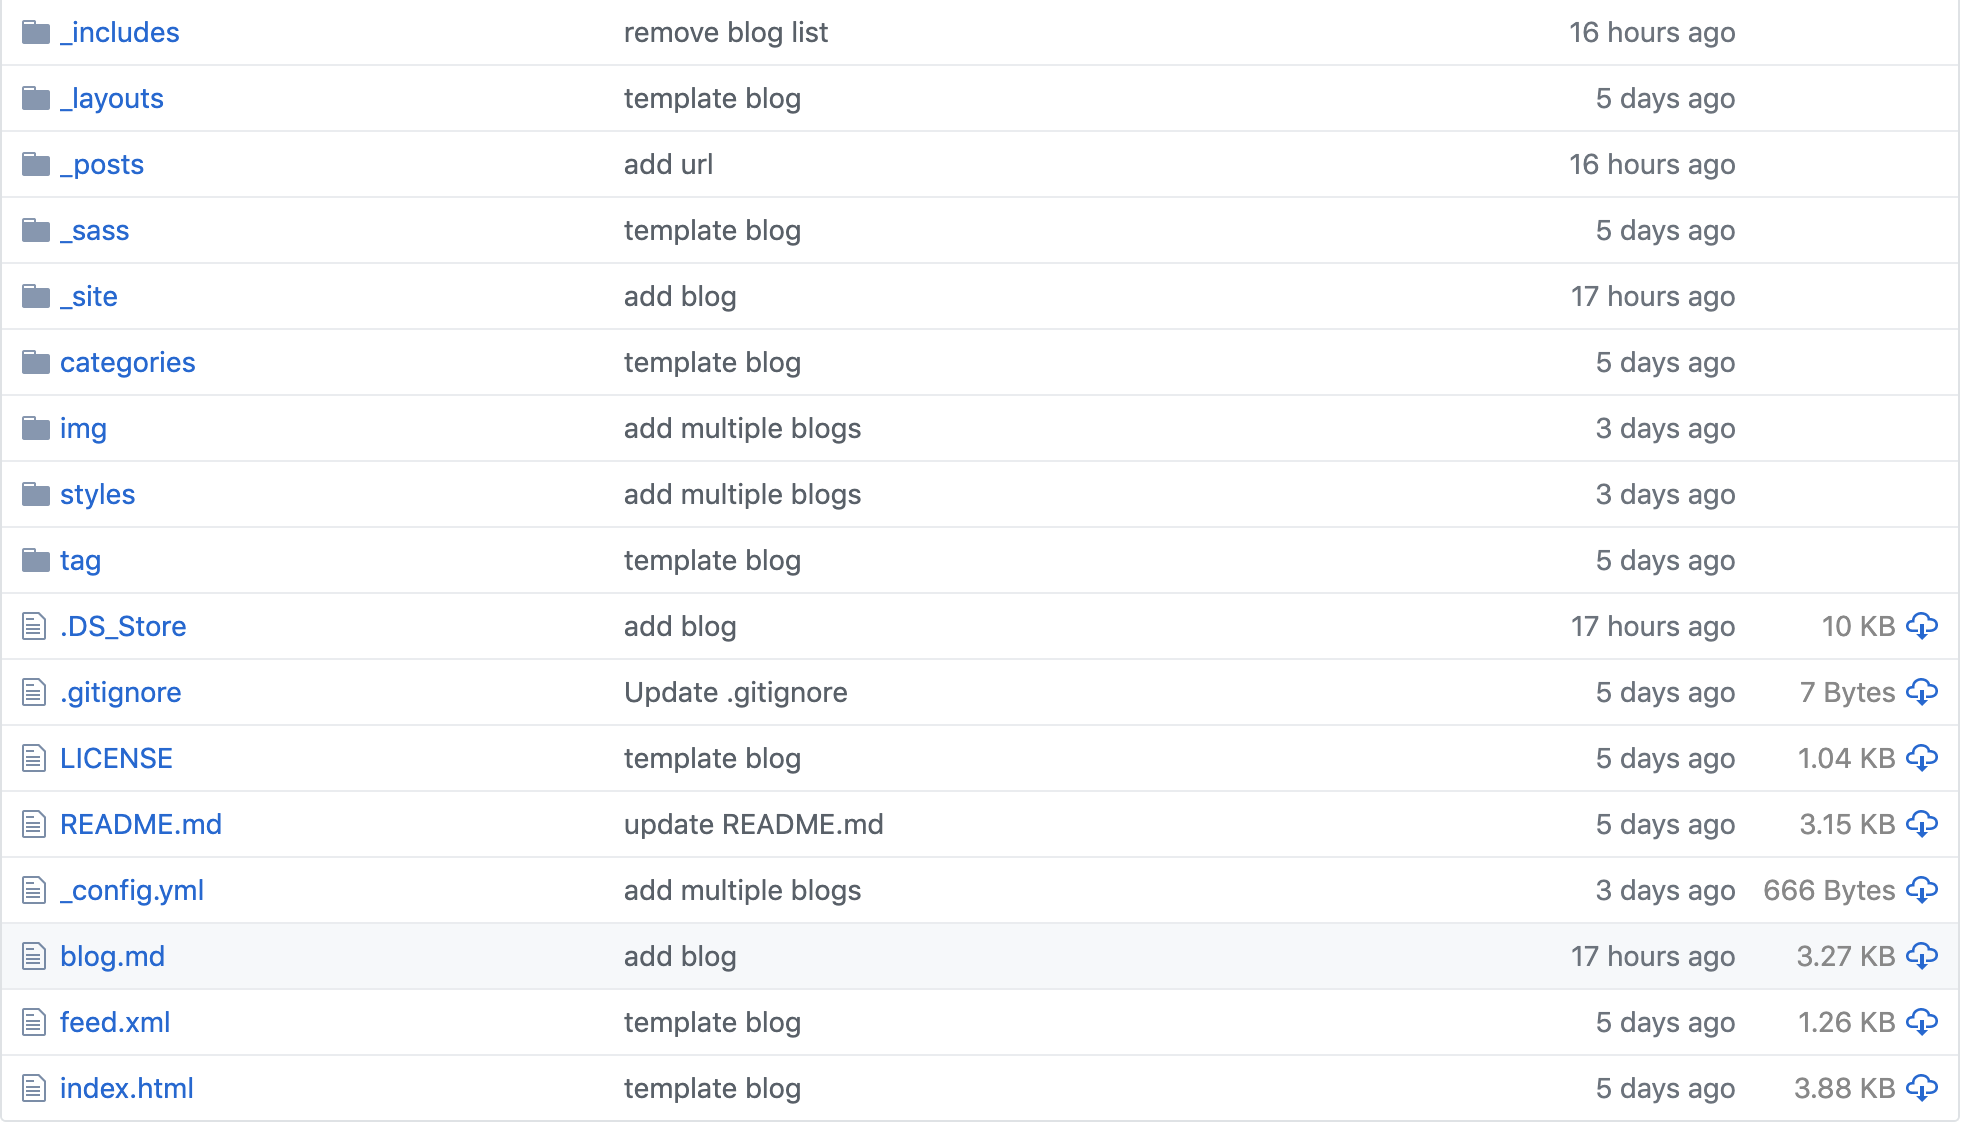 _includes remove blog list 16 hours ago
_layouts template blog 5 days ago
_posts add url 16 hours ago
_sass template blog 5 days ago
_site add blog 17 hours ago
categories template blog 5 days ago
img add multiple blogs 3 days ago
styles add multiple blogs 3 days ago
tag template blog 5 days ago
.DS_Store add blog 17 hours ago 10 KB
.gitignore Update .gitignore 5 days ago 7 Bytes
LICENSE template blog 5 days ago 1.04 KB
README.md update README.md 5 days ago 3.15 KB
_config.yml add multiple blogs 3 days ago 666 Bytes
blog.md add blog 17 hours ago 3.27 KB
feed.xml template blog 5 days ago 1.26 KB
index.html template blog 5 days ago 3.88 KB